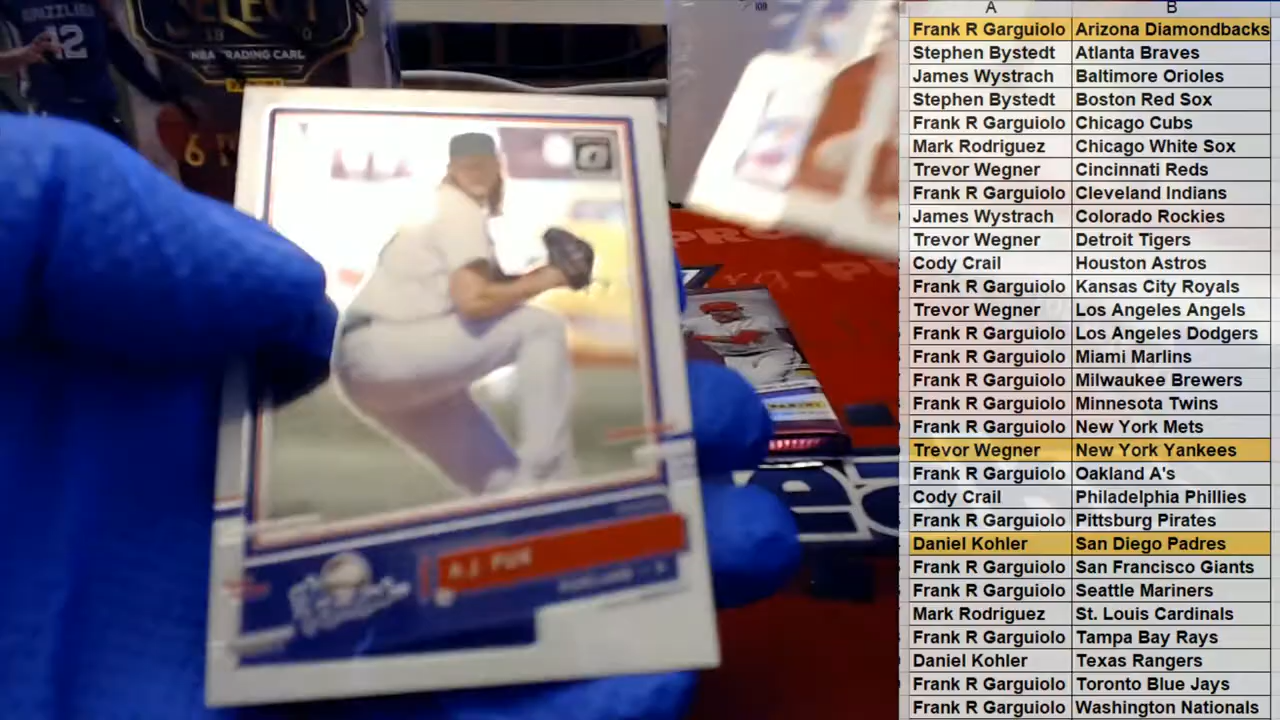 GRIZZLIES
12
SELECT
NBA TRADING CARD
PANINI
6
A.J. PUK
A B
Frank R Garguiolo Arizona Diamondbacks
Stephen Bystedt Atlanta Braves
James Wystrach Baltimore Orioles
Stephen Bystedt Boston Red Sox
Frank R Garguiolo Chicago Cubs
Mark Rodriguez Chicago White Sox
Trevor Wegner Cincinnati Reds
Frank R Garguiolo Cleveland Indians
James Wystrach Colorado Rockies
Trevor Wegner Detroit Tigers
Cody Crail Houston Astros
Frank R Garguiolo Kansas City Royals
Trevor Wegner Los Angeles Angels
Frank R Garguiolo Los Angeles Dodgers
Frank R Garguiolo Miami Marlins
Frank R Garguiolo Milwaukee Brewers
Frank R Garguiolo Minnesota Twins
Frank R Garguiolo New York Mets
Trevor Wegner New York Yankees
Frank R Garguiolo Oakland A's
Cody Crail Philadelphia Phillies
Frank R Garguiolo Pittsburg Pirates
Daniel Kohler San Diego Padres
Frank R Garguiolo San Francisco Giants
Frank R Garguiolo Seattle Mariners
Mark Rodriguez St. Louis Cardinals
Frank R Garguiolo Tampa Bay Rays
Daniel Kohler Texas Rangers
Frank R Garguiolo Toronto Blue Jays
Frank R Garguiolo Washington Nationals